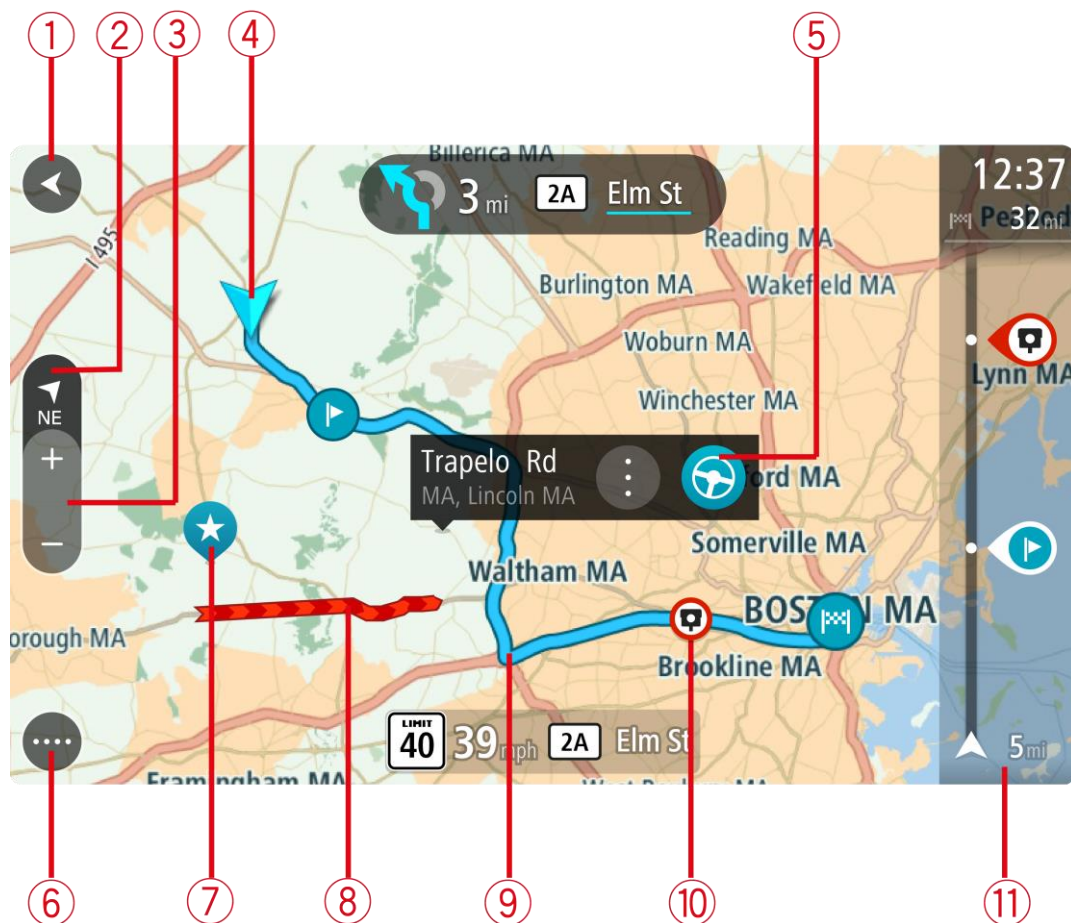 ① ② ③ ④ ⑤
Billerica MA
12:37
3 mi 2A Elm St
32 mi
I 495
Reading MA
Burlington MA
Wakefield MA
Woburn MA
Lynn MA
NE
Winchester MA
+
Trapelo Rd
MA, Lincoln MA
ford MA
−
Somerville MA
Waltham MA
BOSTON MA
orough MA
Brookline MA
LIMIT
40
39 mph 2A Elm St
5 mi
Framingham MA
⑥ ⑦ ⑧ ⑨ ⑩ ⑪